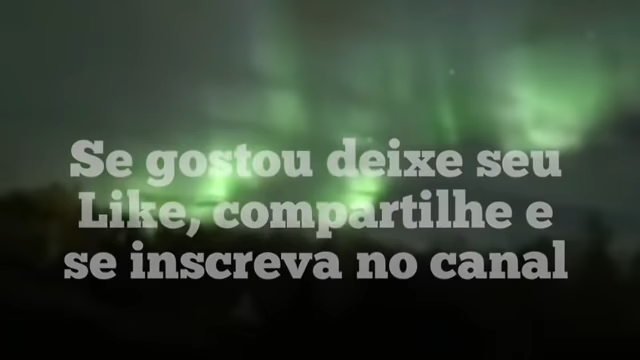 Se gostou deixe seu
Like, compartilhe e
se inscreva no canal